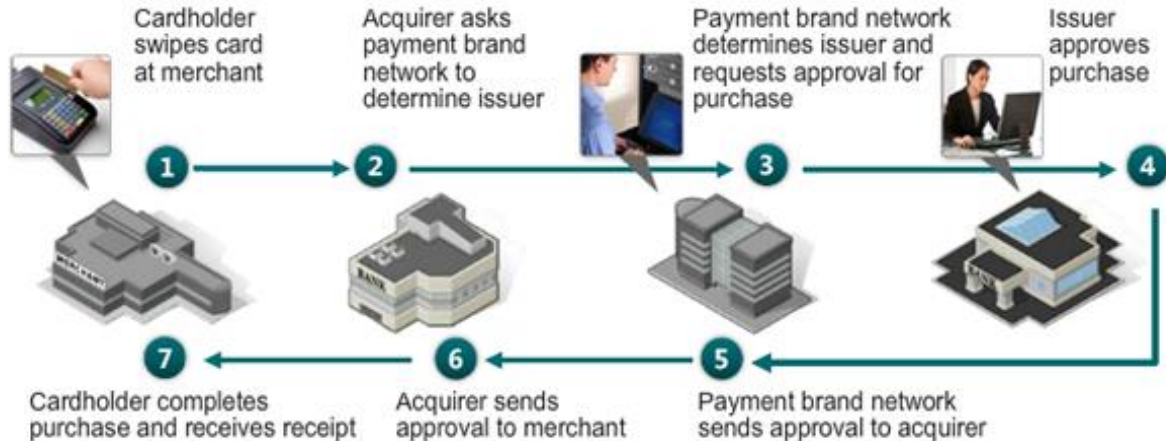 Cardholder
swipes card
at merchant
Acquirer asks
payment brand
network to
determine issuer
Payment brand network
determines issuer and
requests approval for
purchase
Issuer
approves
purchase
1
2
3
4
MERCHANT
BANK
BANK
7
6
5
Cardholder completes
purchase and receives receipt
Acquirer sends
approval to merchant
Payment brand network
sends approval to acquirer